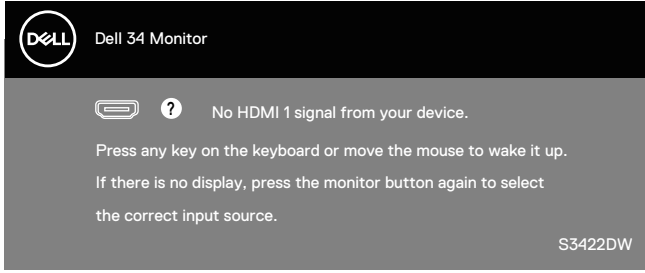 DELL
Dell 34 Monitor
? No HDMI 1 signal from your device.
Press any key on the keyboard or move the mouse to wake it up.
If there is no display, press the monitor button again to select
the correct input source.
S3422DW